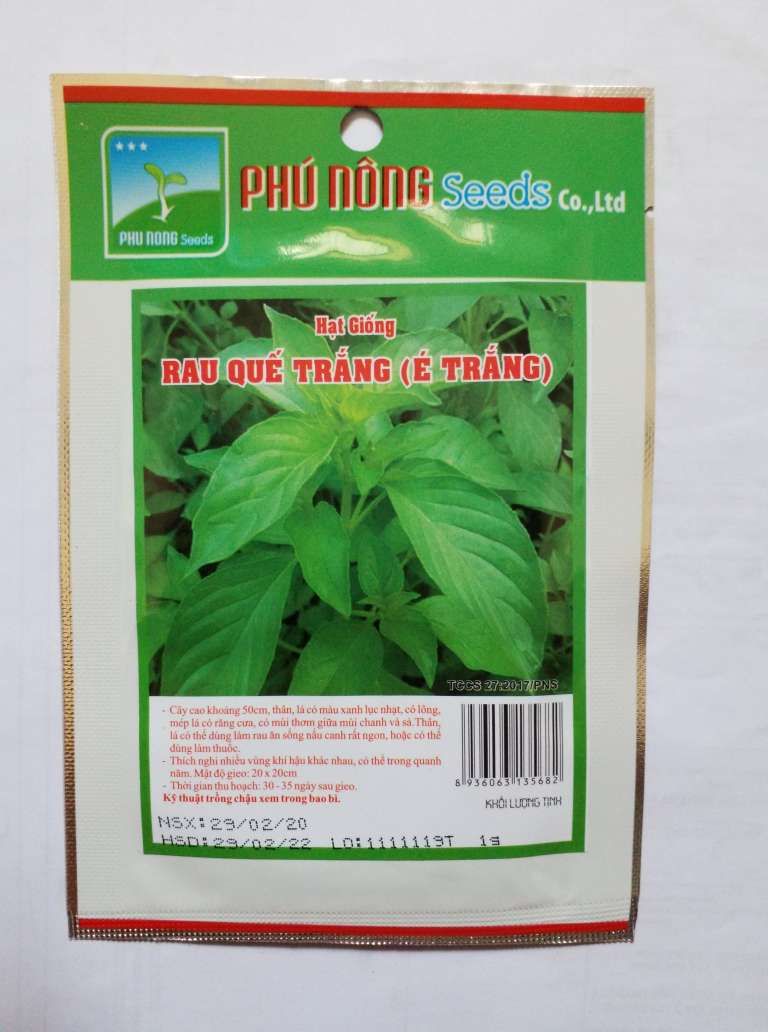 PHÚ NÔNG Seeds Co.,Ltd
PHU NONG Seeds
Hạt Giống
RAU QUẾ TRẮNG (É TRẮNG)
TCCS 27:2017/PNS
- Cây cao khoảng 50cm, thân, lá có màu xanh lục nhạt, có lông,
mép lá có răng cưa, có mùi thơm giữa mùi chanh và sả.Thân,
lá có thể dùng làm rau ăn sống nấu canh rất ngon, hoặc có thể
dùng làm thuốc.
- Thích nghi nhiều vùng khí hậu khác nhau, có thể trong quanh
năm. Mật độ gieo: 20 x 20cm
- Thời gian thu hoạch: 30 - 35 ngày sau gieo.
Kỹ thuật trồng chậu xem trong bao bì.
8 936063 135682
KHỐI LƯỢNG TỊNH
NSX:29/02/20
HSD:29/02/22 LO:1111119T 1g